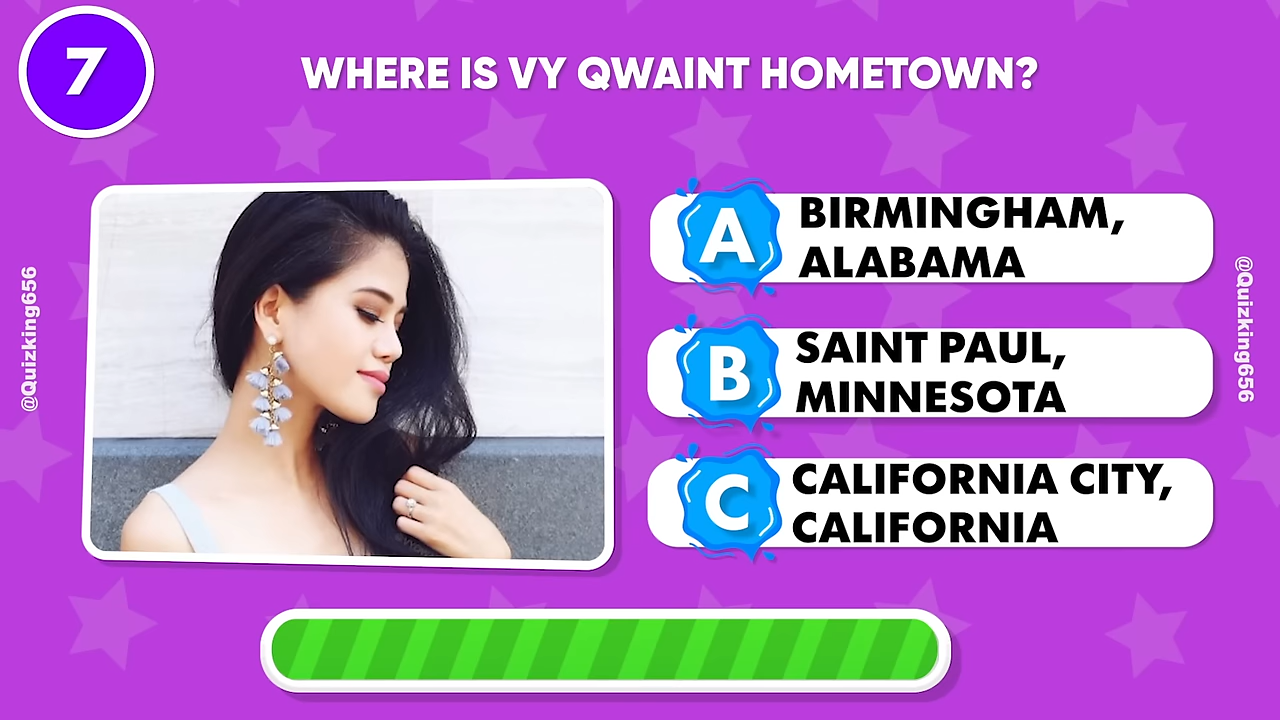 7
WHERE IS VY QWAINT HOMETOWN?
@Quizking656
A
BIRMINGHAM,
ALABAMA
B
SAINT PAUL,
MINNESOTA
C
CALIFORNIA CITY,
CALIFORNIA
@Quizking656